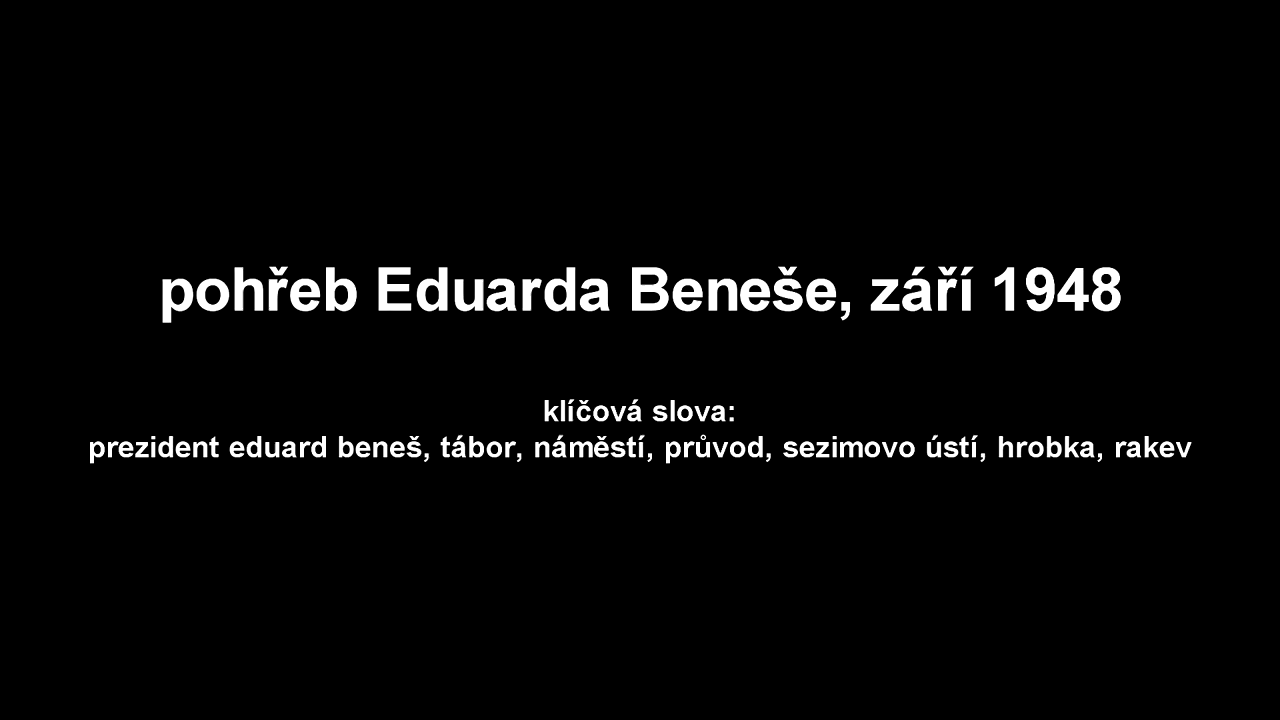 pohřeb Eduarda Beneše, září 1948
klíčová slova:
prezident eduard beneš, tábor, náměstí, průvod, sezimovo ústí, hrobka, rakev